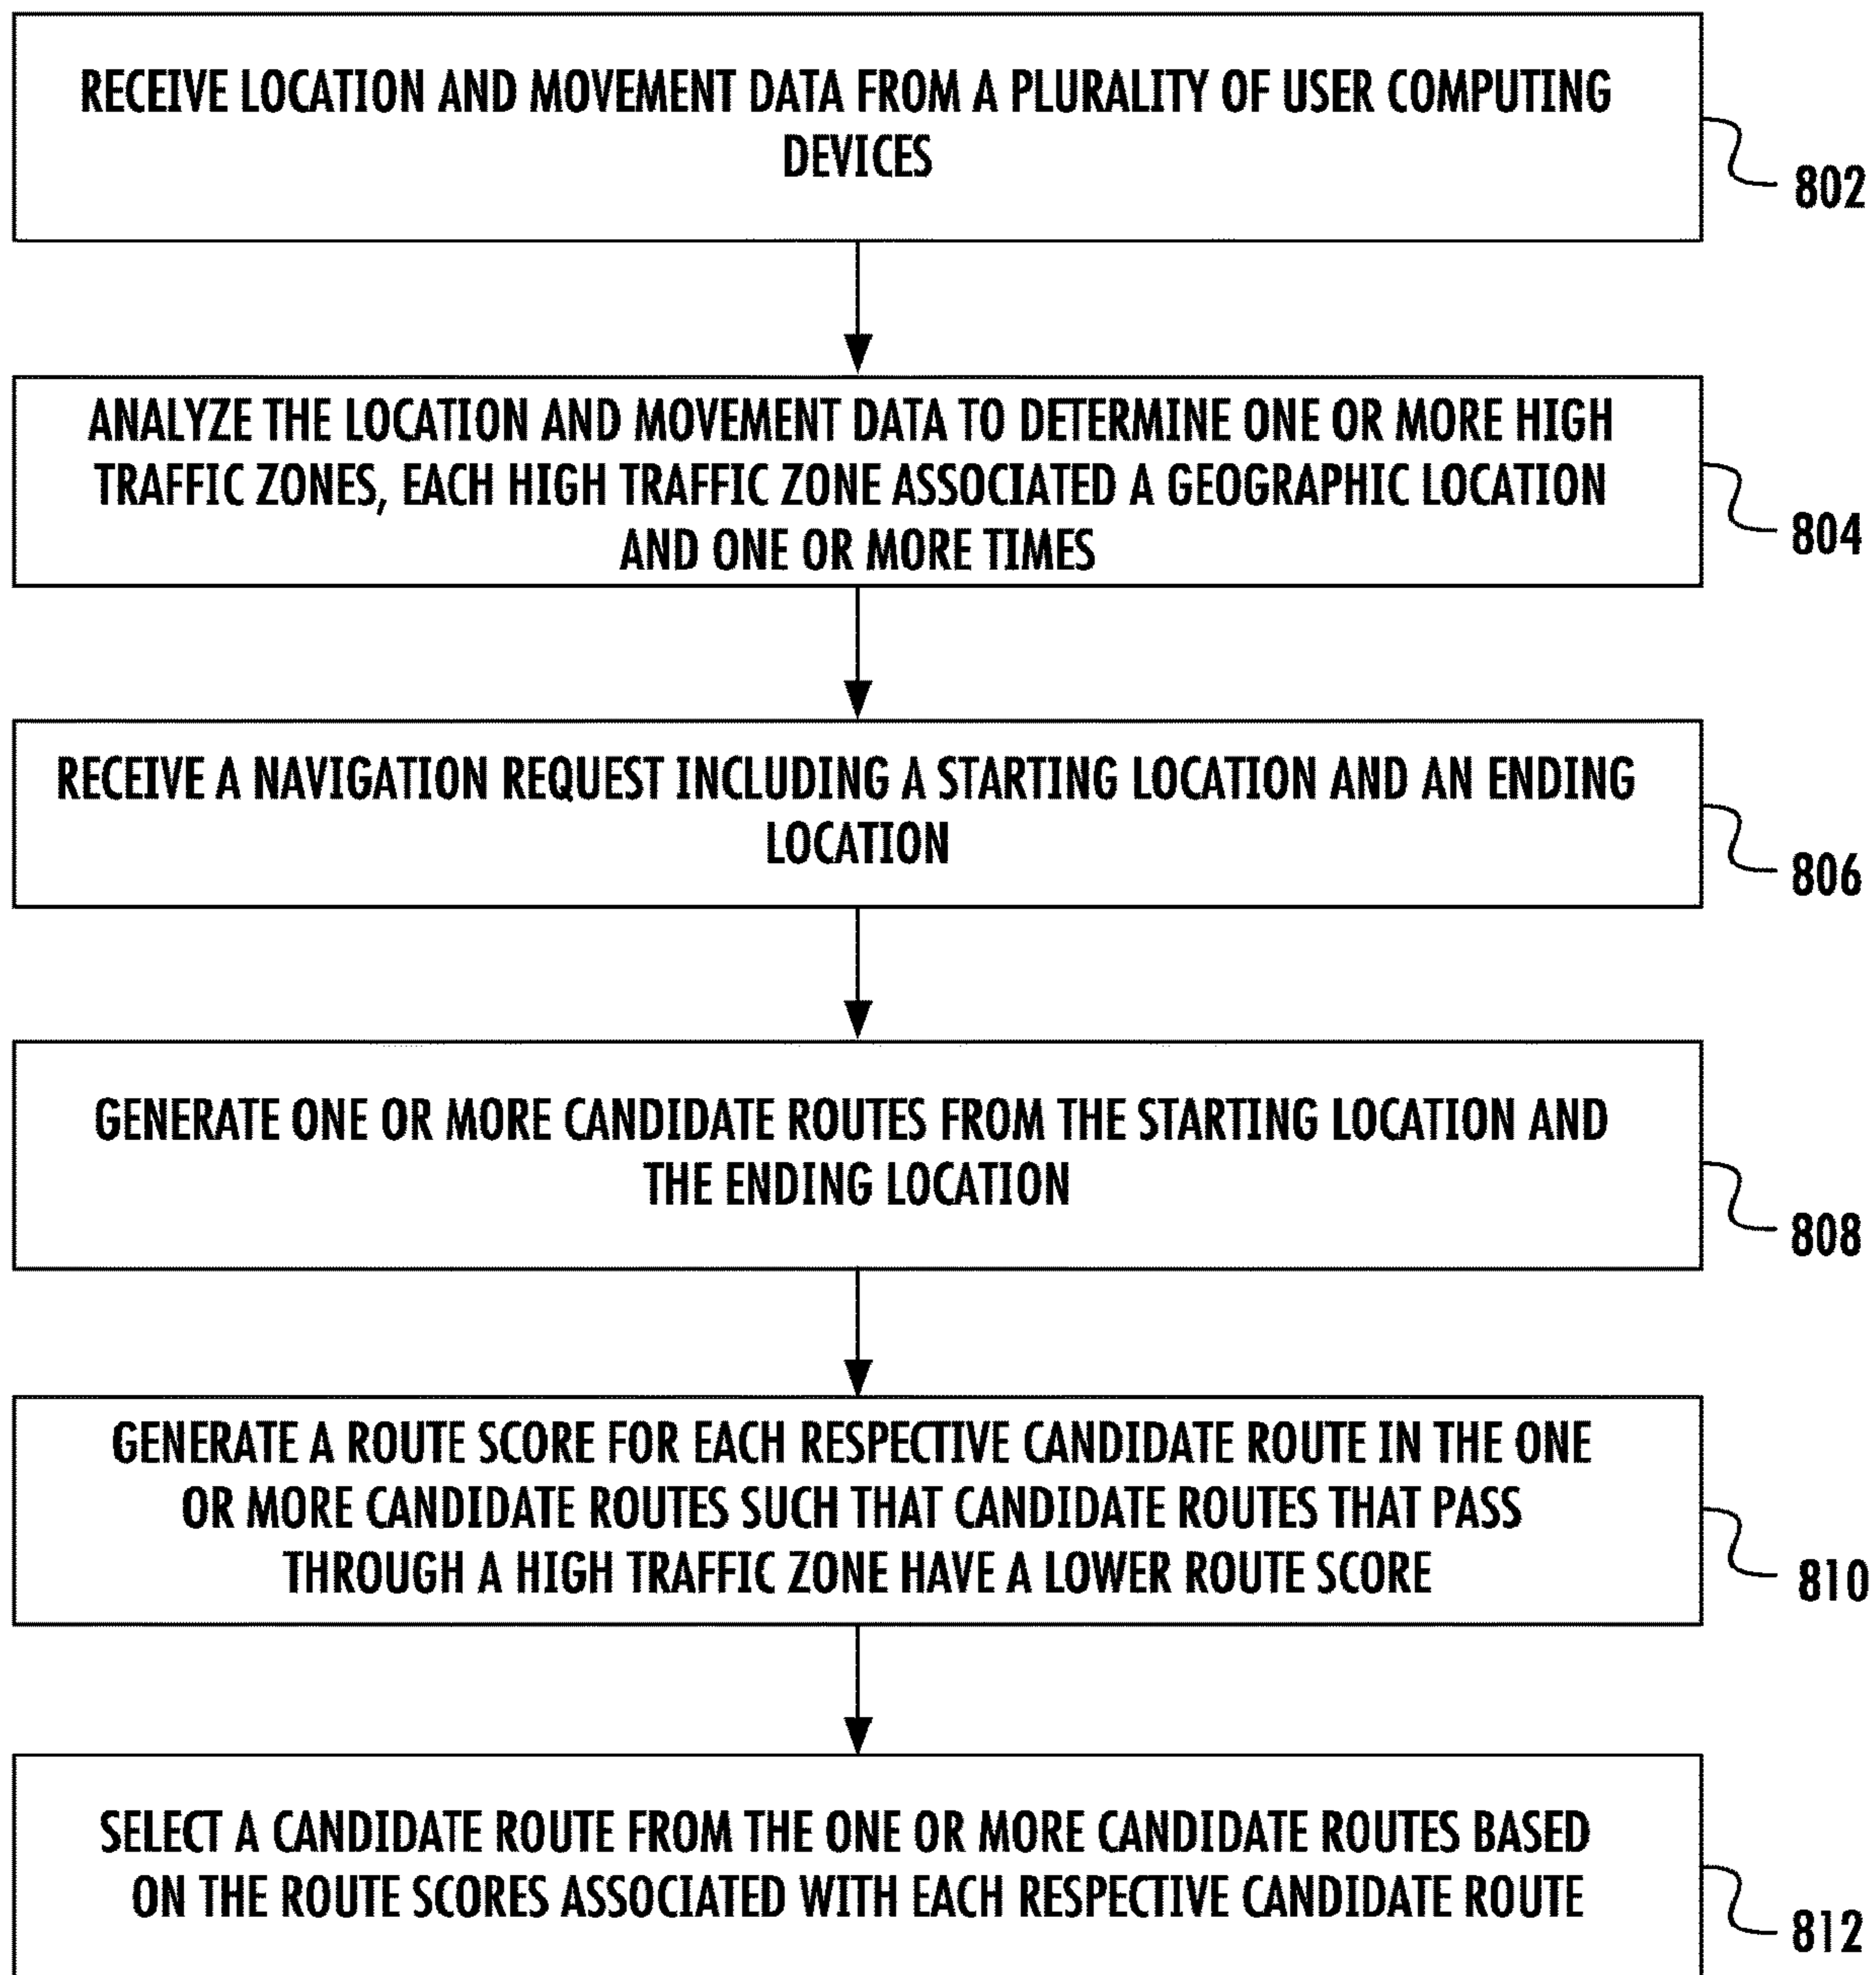 RECEIVE LOCATION AND MOVEMENT DATA FROM A PLURALITY OF USER COMPUTING
DEVICES
802
ANALYZE THE LOCATION AND MOVEMENT DATA TO DETERMINE ONE OR MORE HIGH
TRAFFIC ZONES, EACH HIGH TRAFFIC ZONE ASSOCIATED A GEOGRAPHIC LOCATION
AND ONE OR MORE TIMES
804
RECEIVE A NAVIGATION REQUEST INCLUDING A STARTING LOCATION AND AN ENDING
LOCATION
806
GENERATE ONE OR MORE CANDIDATE ROUTES FROM THE STARTING LOCATION AND
THE ENDING LOCATION
808
GENERATE A ROUTE SCORE FOR EACH RESPECTIVE CANDIDATE ROUTE IN THE ONE
OR MORE CANDIDATE ROUTES SUCH THAT CANDIDATE ROUTES THAT PASS
THROUGH A HIGH TRAFFIC ZONE HAVE A LOWER ROUTE SCORE
810
SELECT A CANDIDATE ROUTE FROM THE ONE OR MORE CANDIDATE ROUTES BASED
ON THE ROUTE SCORES ASSOCIATED WITH EACH RESPECTIVE CANDIDATE ROUTE
812